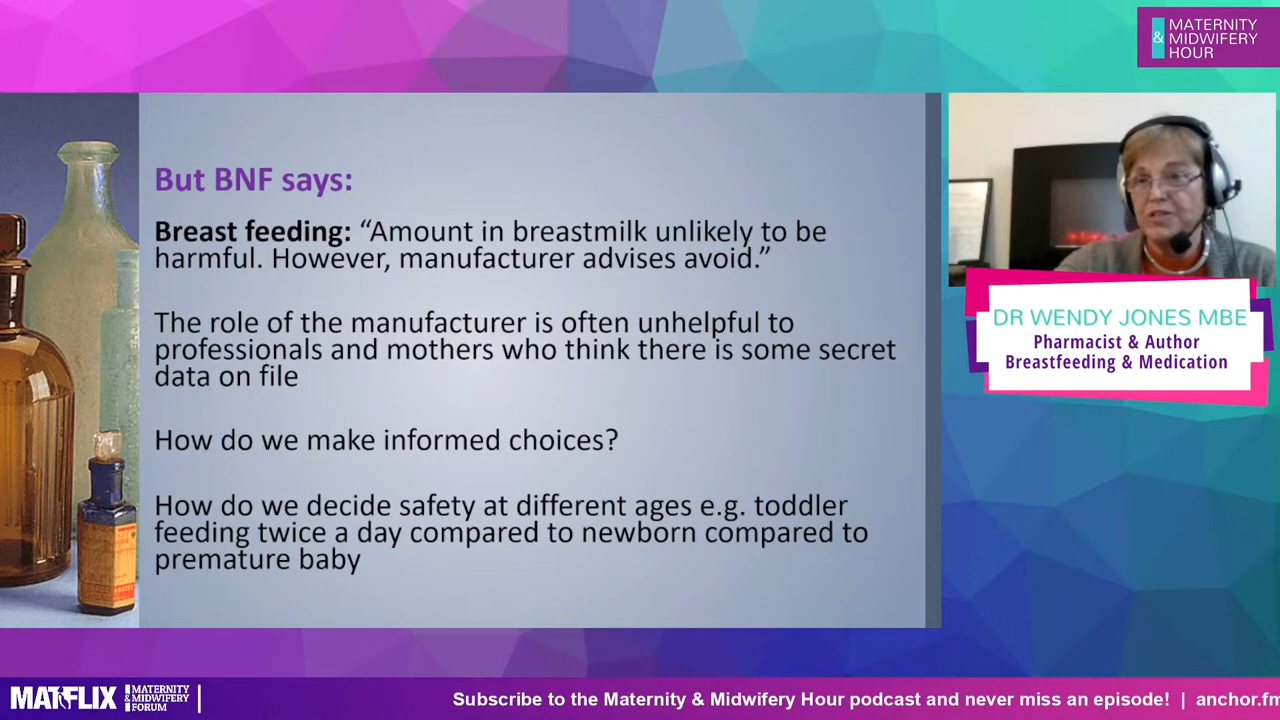 &
MATERNITY
MIDWIFERY
HOUR
But BNF says:
Breast feeding: “Amount in breastmilk unlikely to be
harmful. However, manufacturer advises avoid.”
The role of the manufacturer is often unhelpful to
professionals and mothers who think there is some secret
data on file
How do we make informed choices?
How do we decide safety at different ages e.g. toddler
feeding twice a day compared to newborn compared to
premature baby
DR WENDY JONES MBE
Pharmacist & Author
Breastfeeding & Medication
MATFLIX
MATERNITY
&MIDWIFERY
FORUM
Subscribe to the Maternity & Midwifery Hour podcast and never miss an episode! | anchor.fm